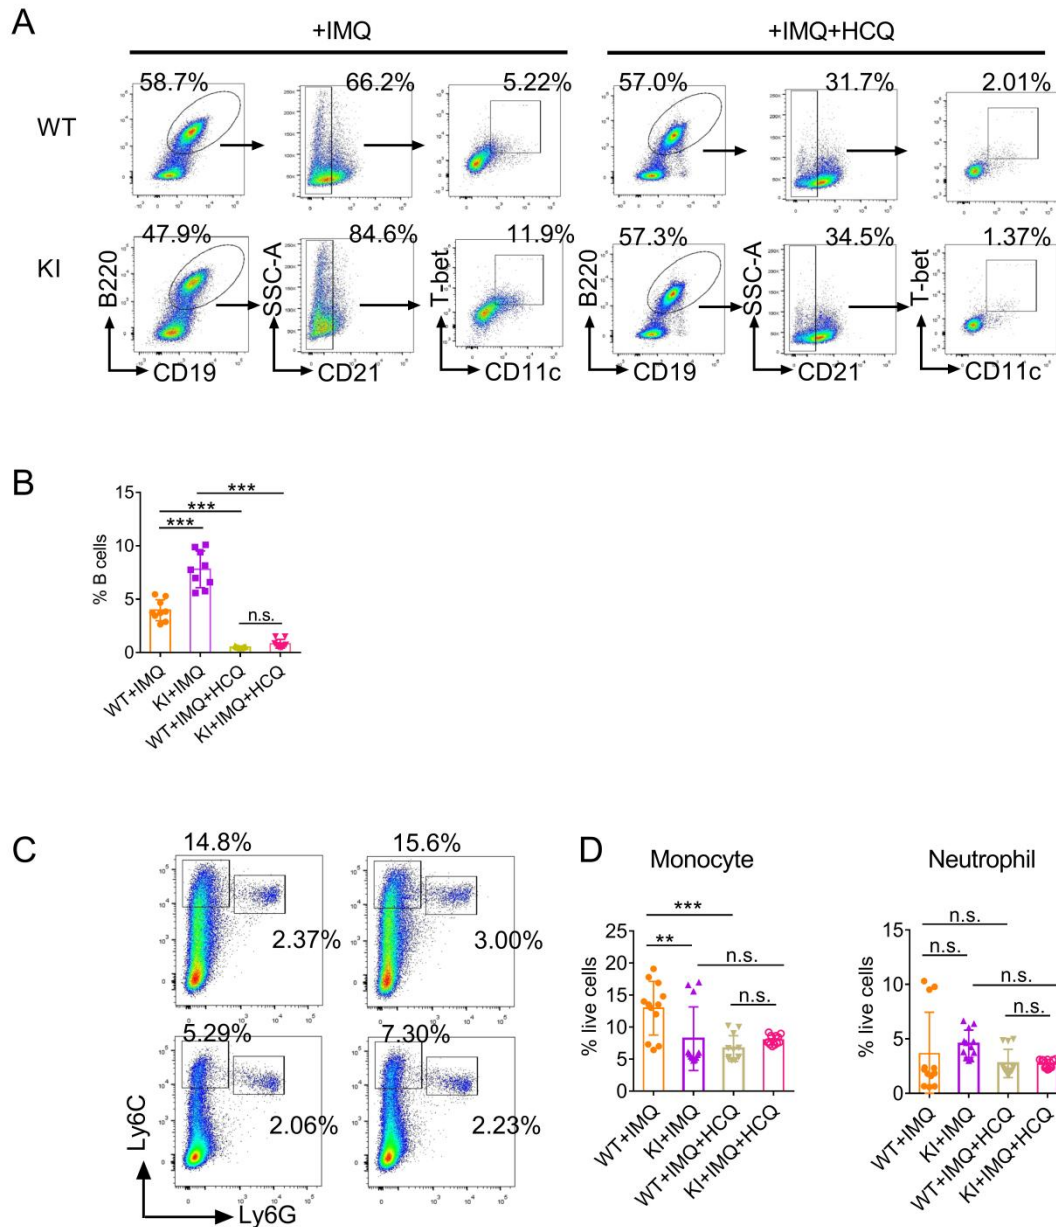 A
+IMQ
+IMQ+HCQ
58.7%
66.2%
5.22%
57.0%
31.7%
2.01%
WT
47.9%
84.6%
11.9%
57.3%
34.5%
1.37%
KI
B220
SSC-A
T-bet
B220
SSC-A
T-bet
CD19
CD21
CD11c
CD19
CD21
CD11c
B
% B cells
15
10
5
0
***
***
***
n.s.
WT+IMQ
KI+IMQ
WT+IMQ+HCQ
KI+IMQ+HCQ
C
14.8%
15.6%
2.37%
3.00%
5.29%
7.30%
2.06%
2.23%
Ly6C
Ly6G
D
Monocyte
% live cells
25
20
15
10
5
0
***
**
n.s.
n.s.
WT+IMQ
KI+IMQ
WT+IMQ+HCQ
KI+IMQ+HCQ
Neutrophil
% live cells
15
10
5
0
n.s.
n.s.
n.s.
n.s.
WT+IMQ
KI+IMQ
WT+IMQ+HCQ
KI+IMQ+HCQ